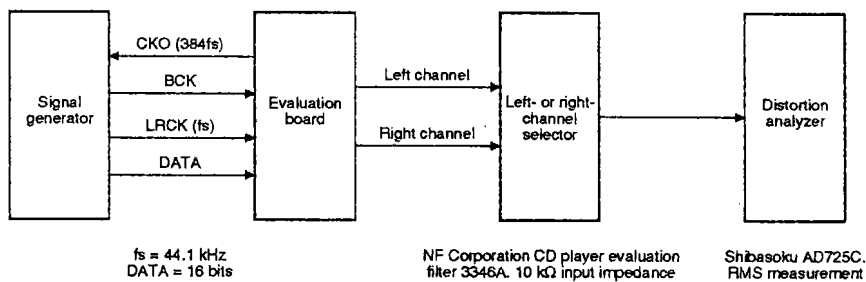 CKO (384fs)
BCK
LRCK (fs)
DATA
Signal
generator
Evaluation
board
Left channel
Right channel
Left- or right-
channel
selector
Distortion
analyzer
fs = 44.1 kHz
DATA = 16 bits
NF Corporation CD player evaluation
filter 3346A. 10 kΩ input impedance
Shibasoku AD725C.
RMS measurement